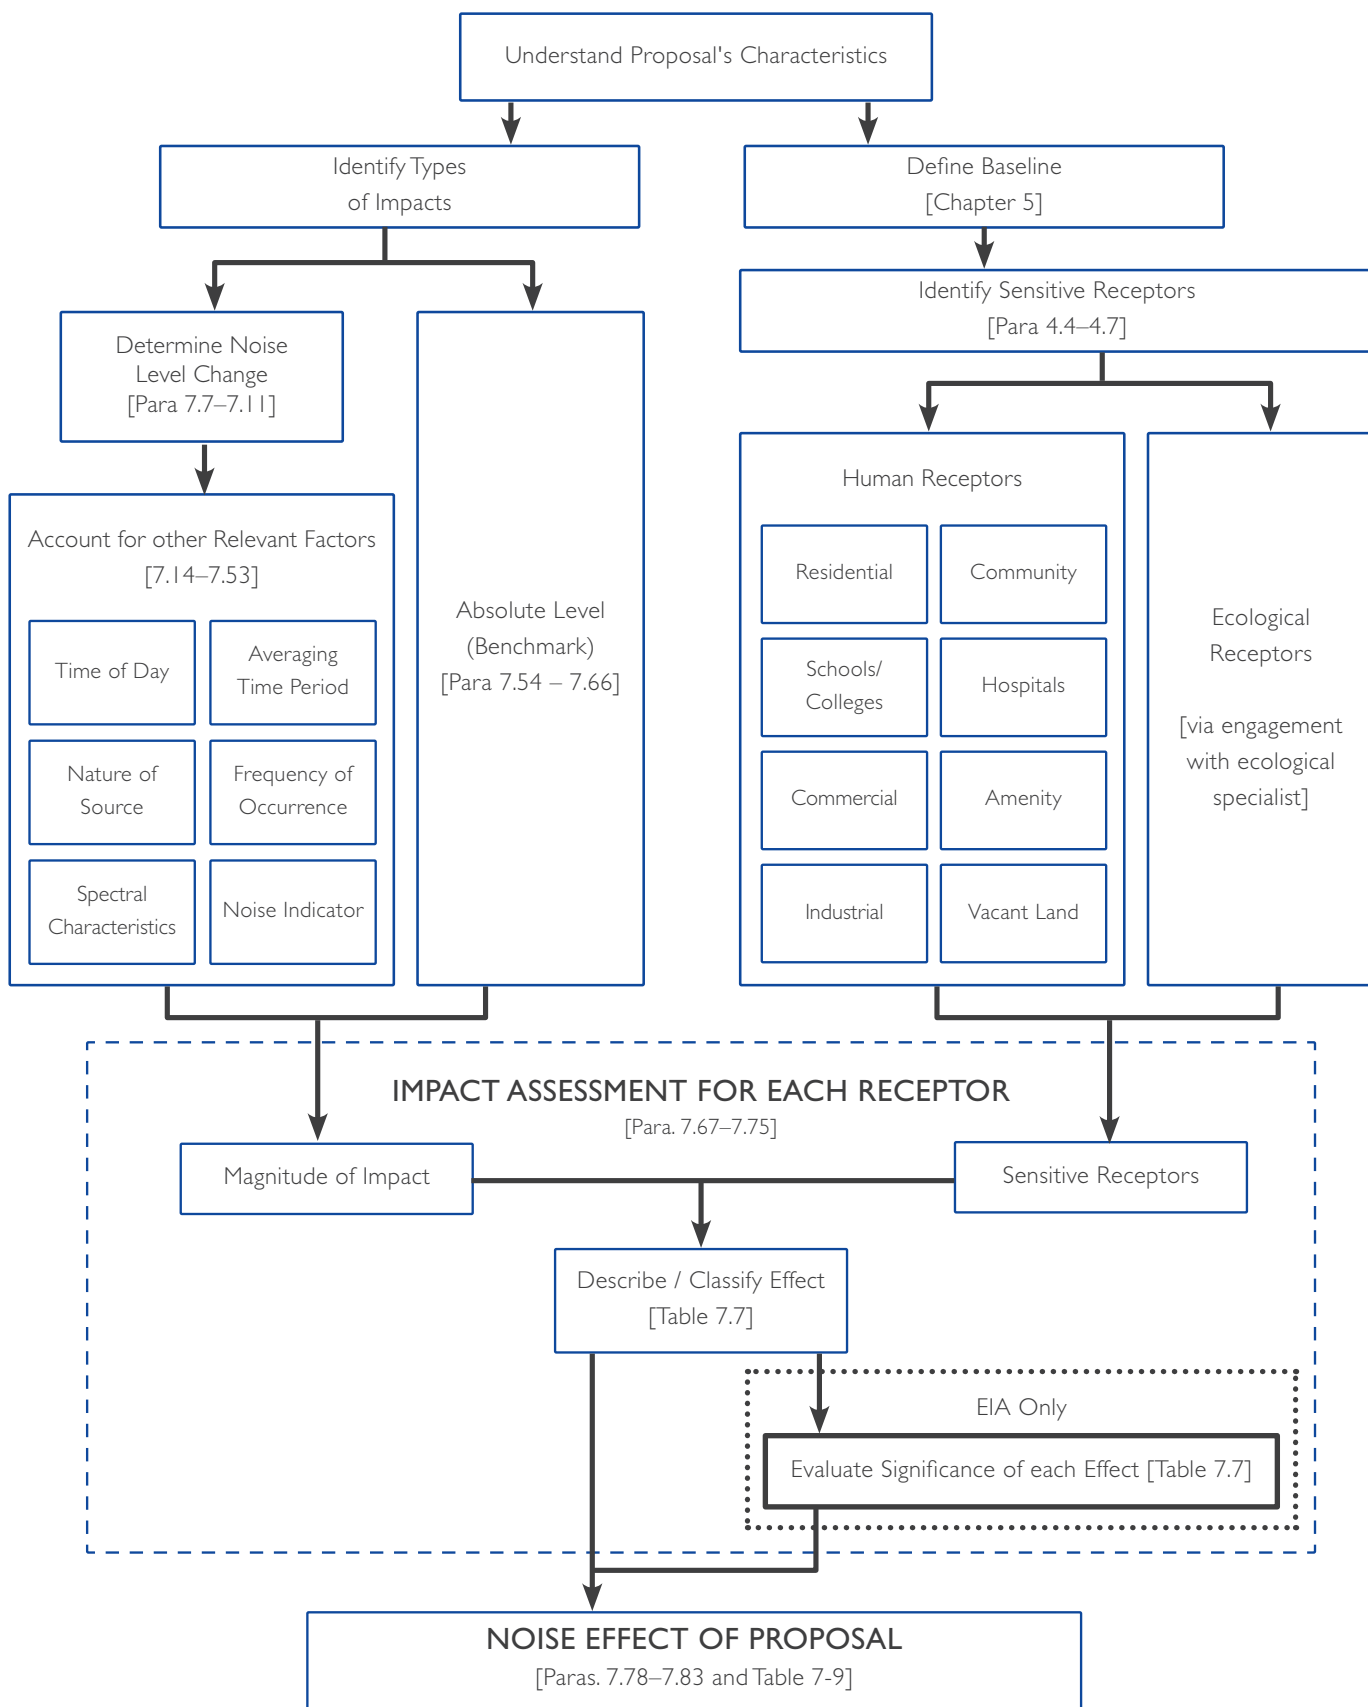 Understand Proposal's Characteristics
Identify Types
of Impacts
Define Baseline
[Chapter 5]
Identify Sensitive Receptors
[Para 4.4–4.7]
Determine Noise
Level Change
[Para 7.7–7.11]
Account for other Relevant Factors
[7.14–7.53]
Time of Day
Averaging
Time Period
Nature of
Source
Frequency of
Occurrence
Spectral
Characteristics
Noise Indicator
Absolute Level
(Benchmark)
[Para 7.54 – 7.66]
Human Receptors
Residential
Community
Schools/
Colleges
Hospitals
Commercial
Amenity
Industrial
Vacant Land
Ecological
Receptors
[via engagement
with ecological
specialist]
IMPACT ASSESSMENT FOR EACH RECEPTOR
[Para. 7.67–7.75]
Magnitude of Impact
Sensitive Receptors
Describe / Classify Effect
[Table 7.7]
EIA Only
Evaluate Significance of each Effect [Table 7.7]
NOISE EFFECT OF PROPOSAL
[Paras. 7.78–7.83 and Table 7-9]